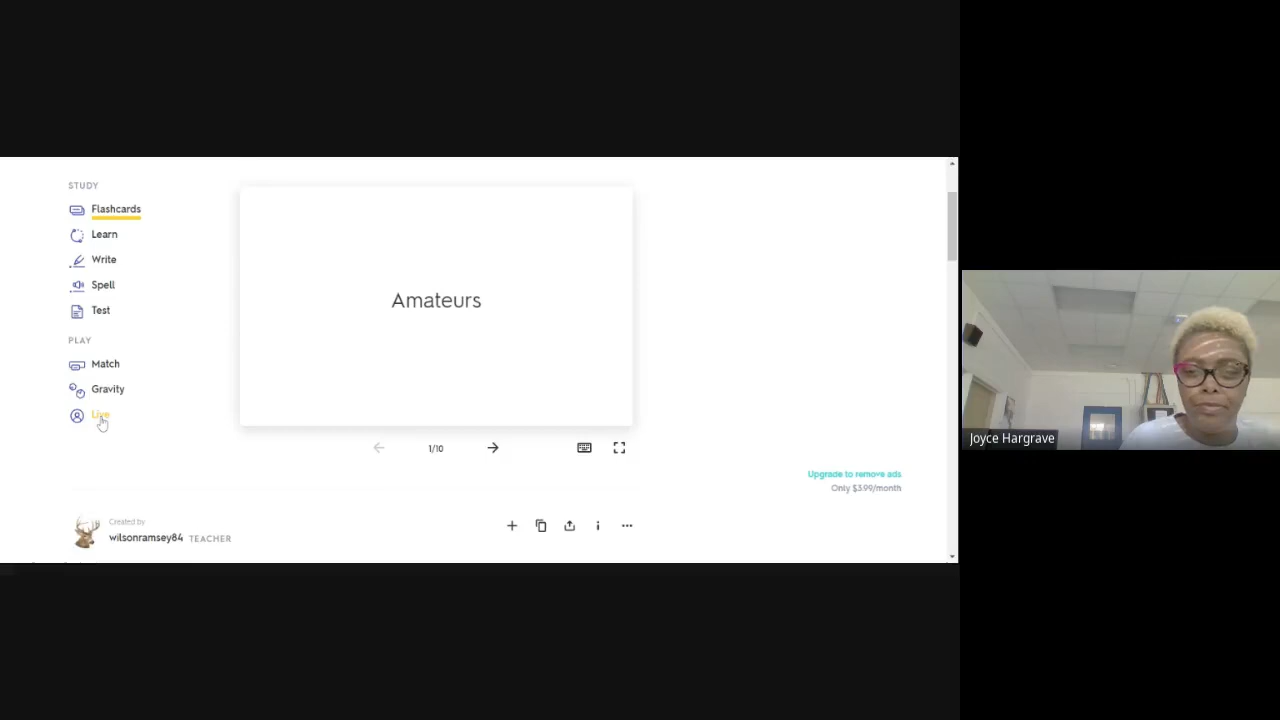 STUDY
Flashcards
Learn
Write
Spell
Test
PLAY
Match
Gravity
Live
Amateurs
1/10
Upgrade to remove ads
Only $3.99/month
Created by
wilsonramsey84 TEACHER
Joyce Hargrave